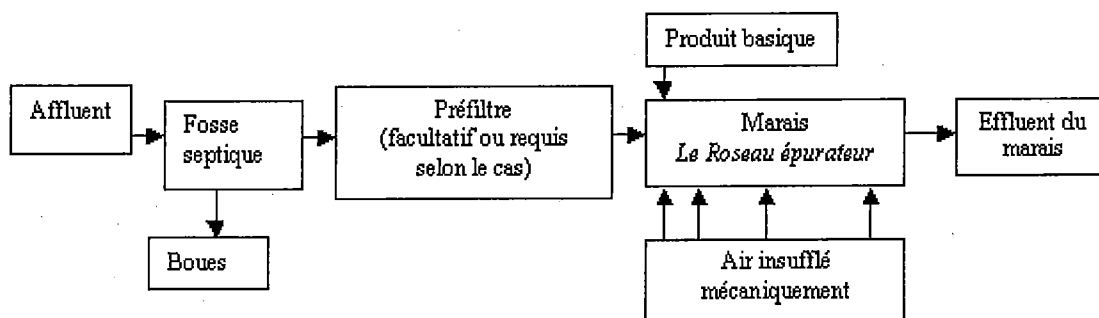 Produit basique
Affluent
Fosse
septique
Préfiltre
(facultatif ou requis
selon le cas)
Marais
Le Roseau épurateur
Effluent du
marais
Boues
Air insufflé
mécaniquement